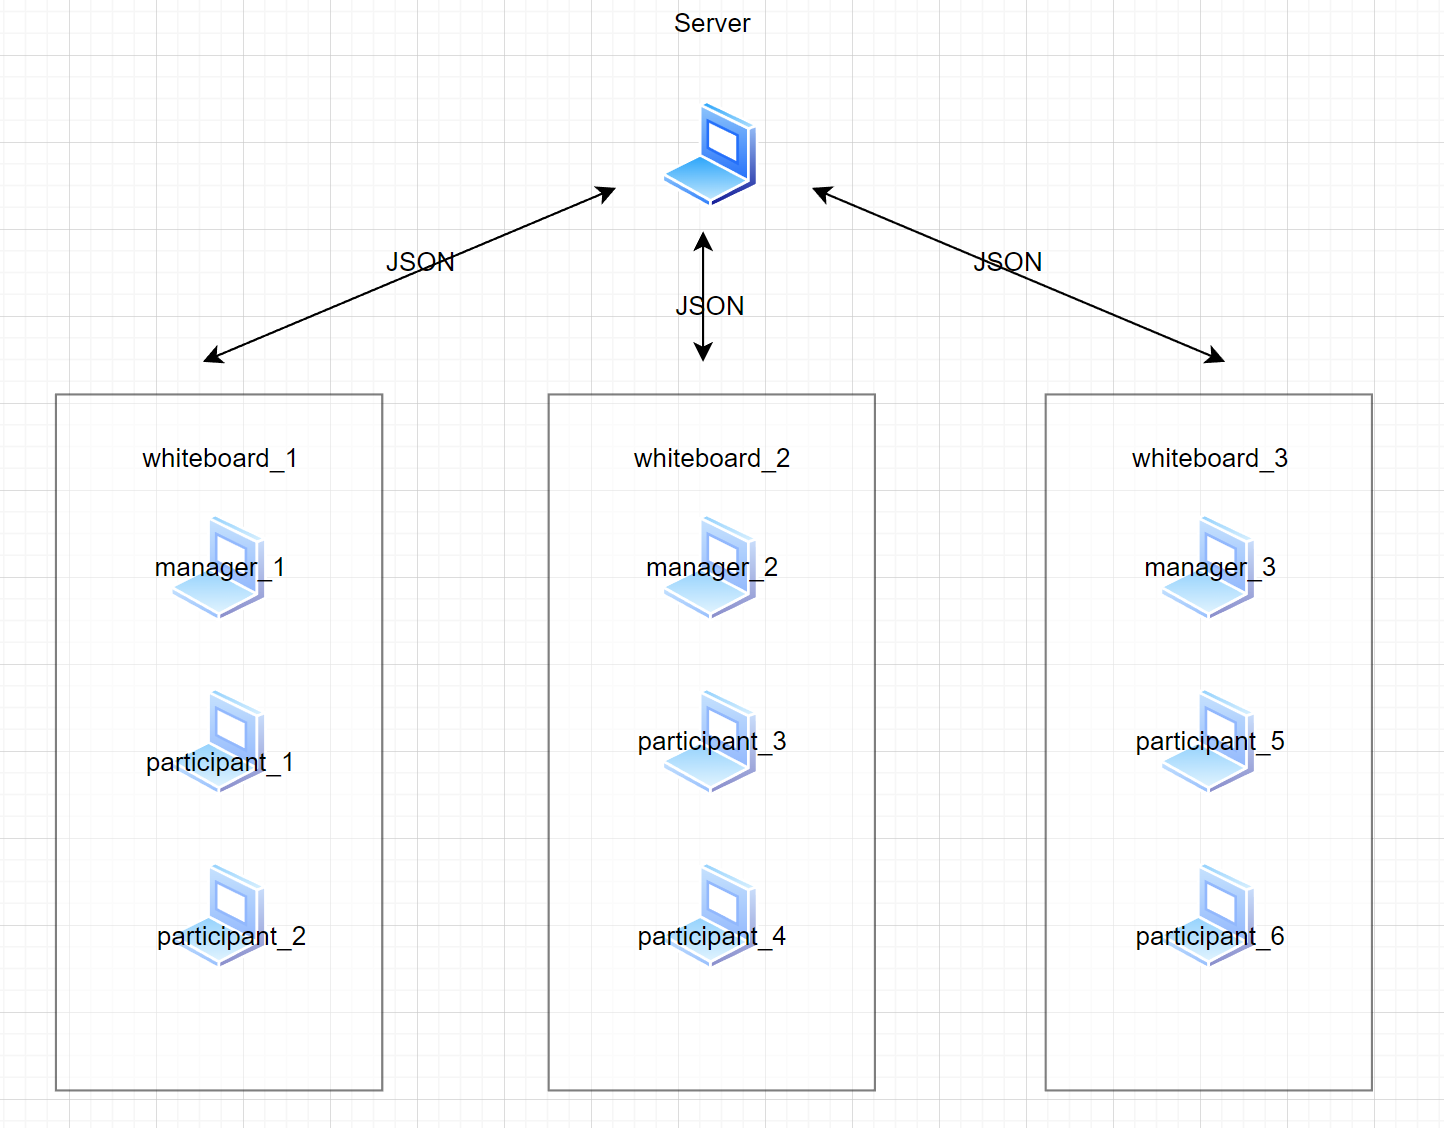 Server
JSON
JSON
JSON
whiteboard_1
manager_1
participant_1
participant_2
whiteboard_2
manager_2
participant_3
participant_4
whiteboard_3
manager_3
participant_5
participant_6